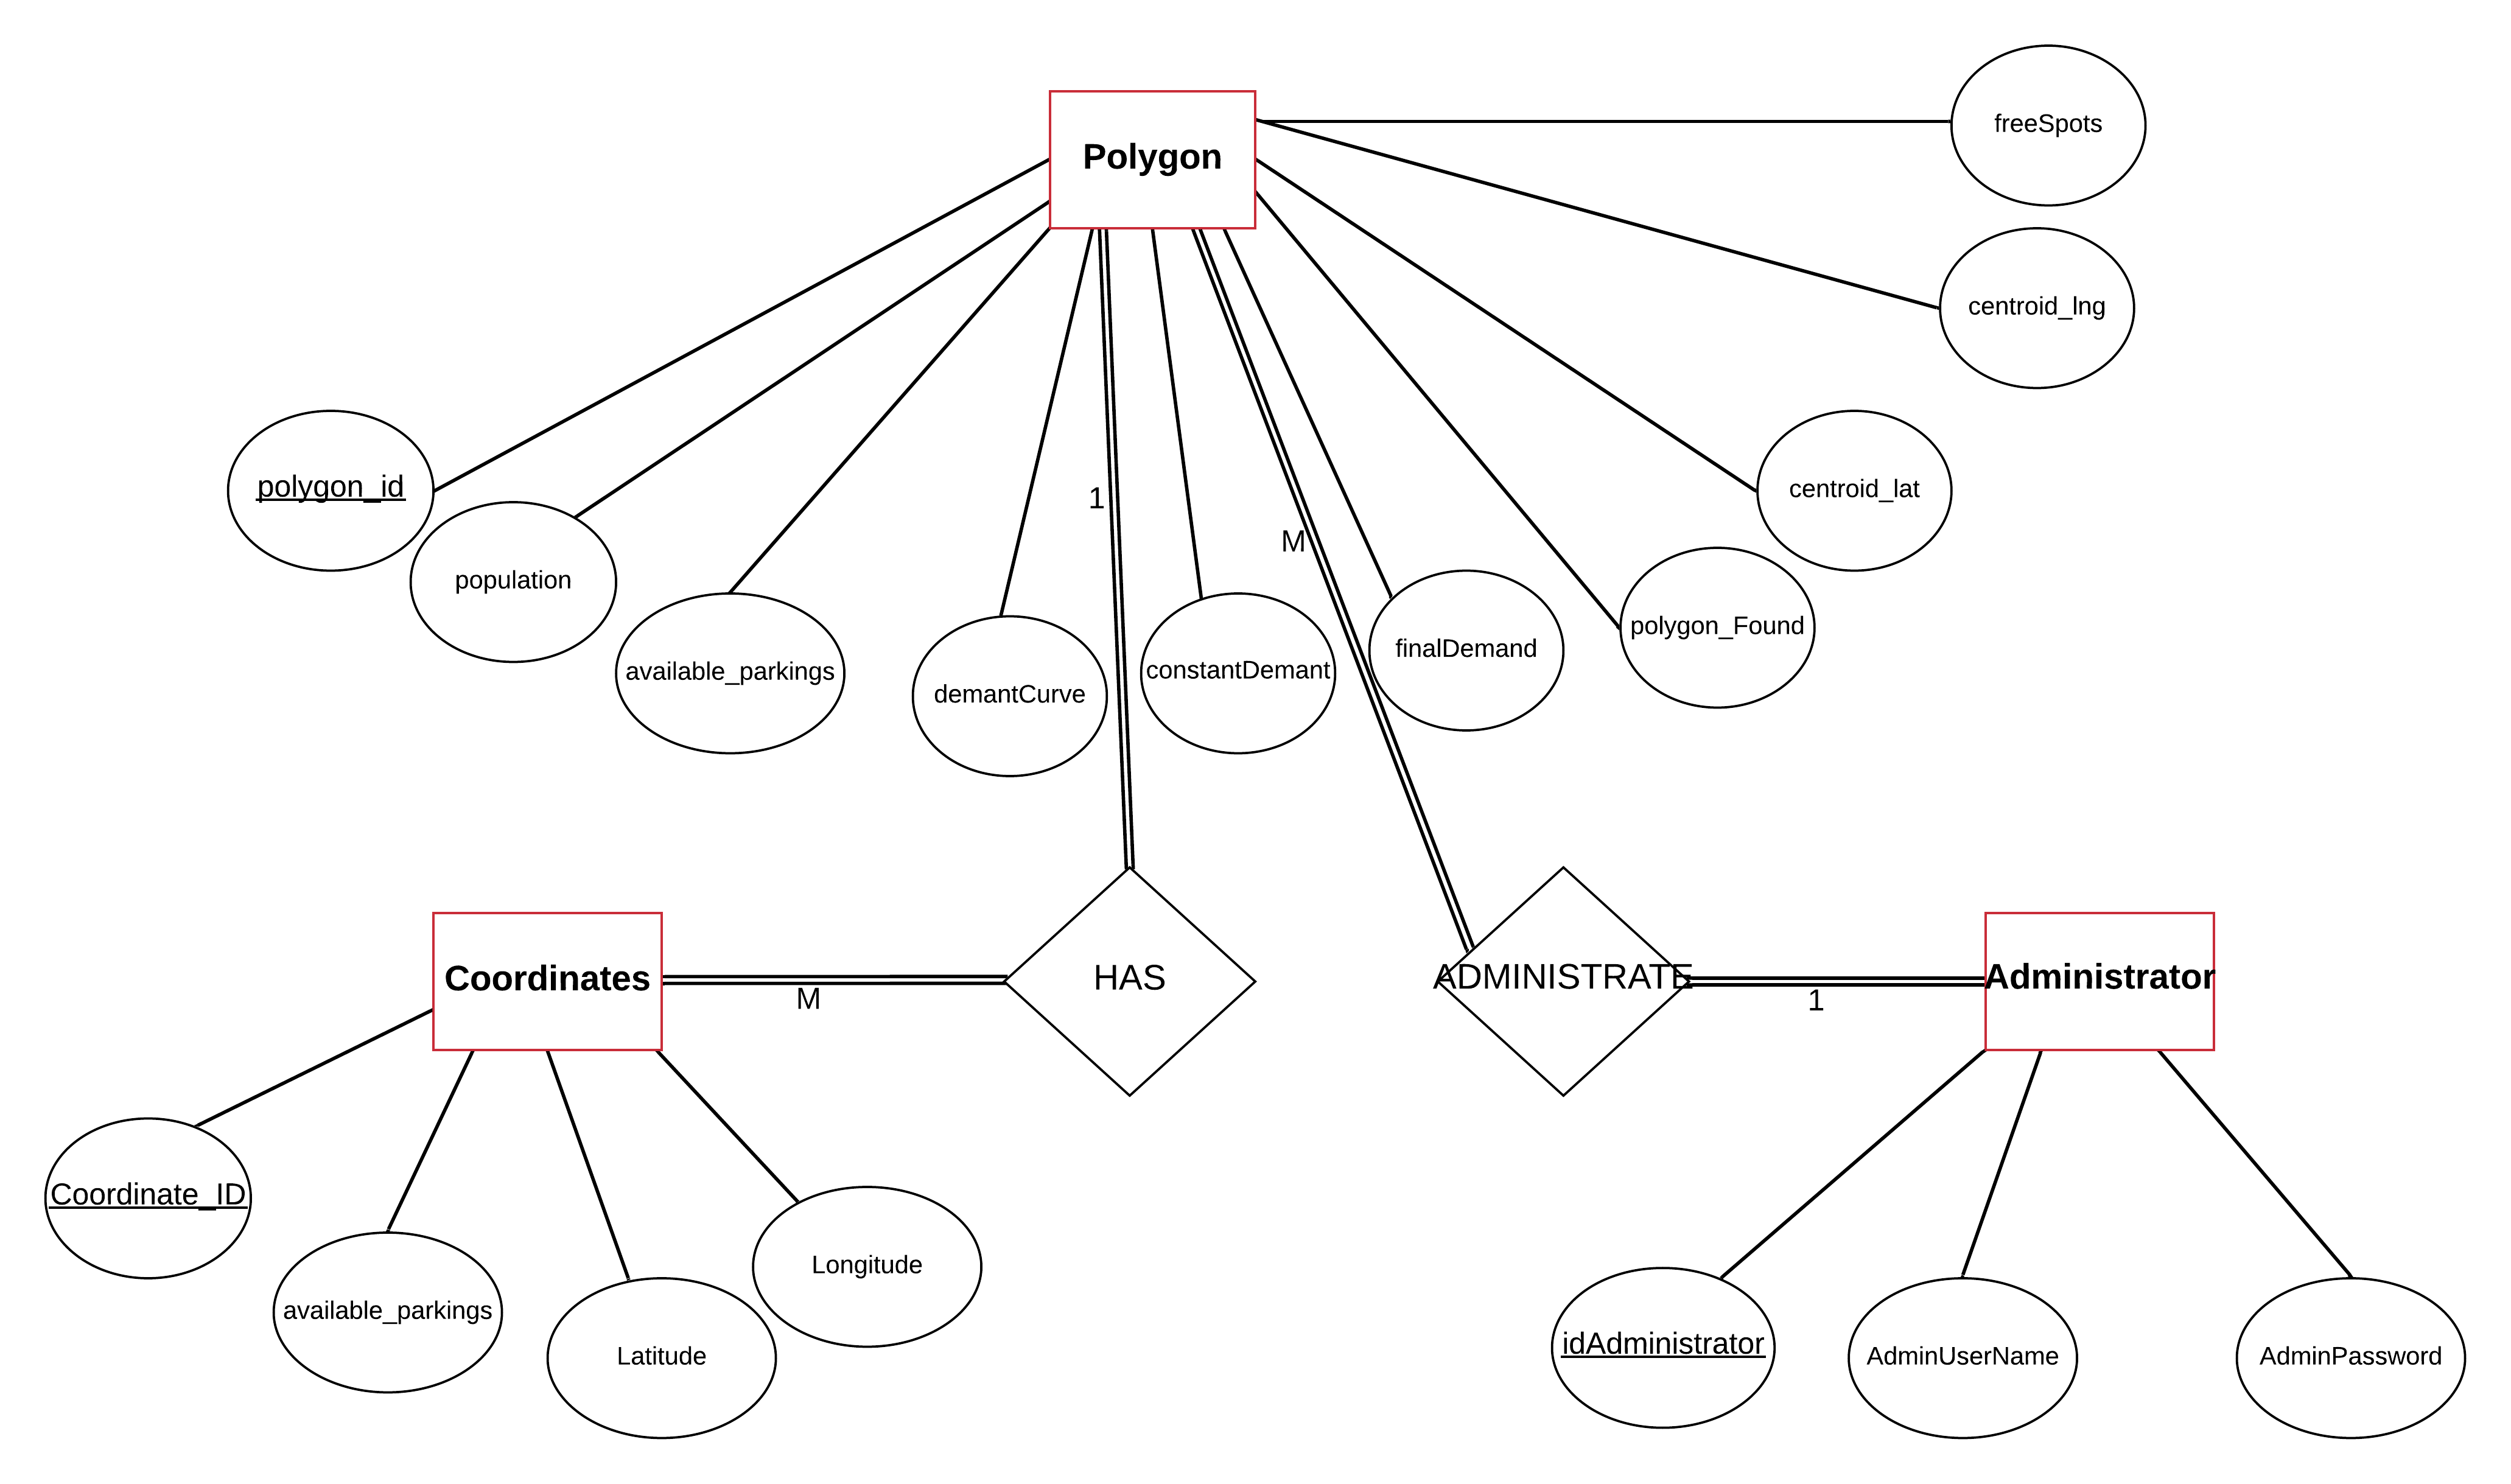 freeSpots
Polygon
centroid_lng
polygon_id
centroid_lat
1
M
population
polygon_Found
finalDemand
available_parkings
constantDemant
demantCurve
Coordinates
HAS
ADMINISTRATE
Administrator
M
1
Coordinate_ID
Longitude
available_parkings
idAdministrator
Latitude
AdminUserName
AdminPassword